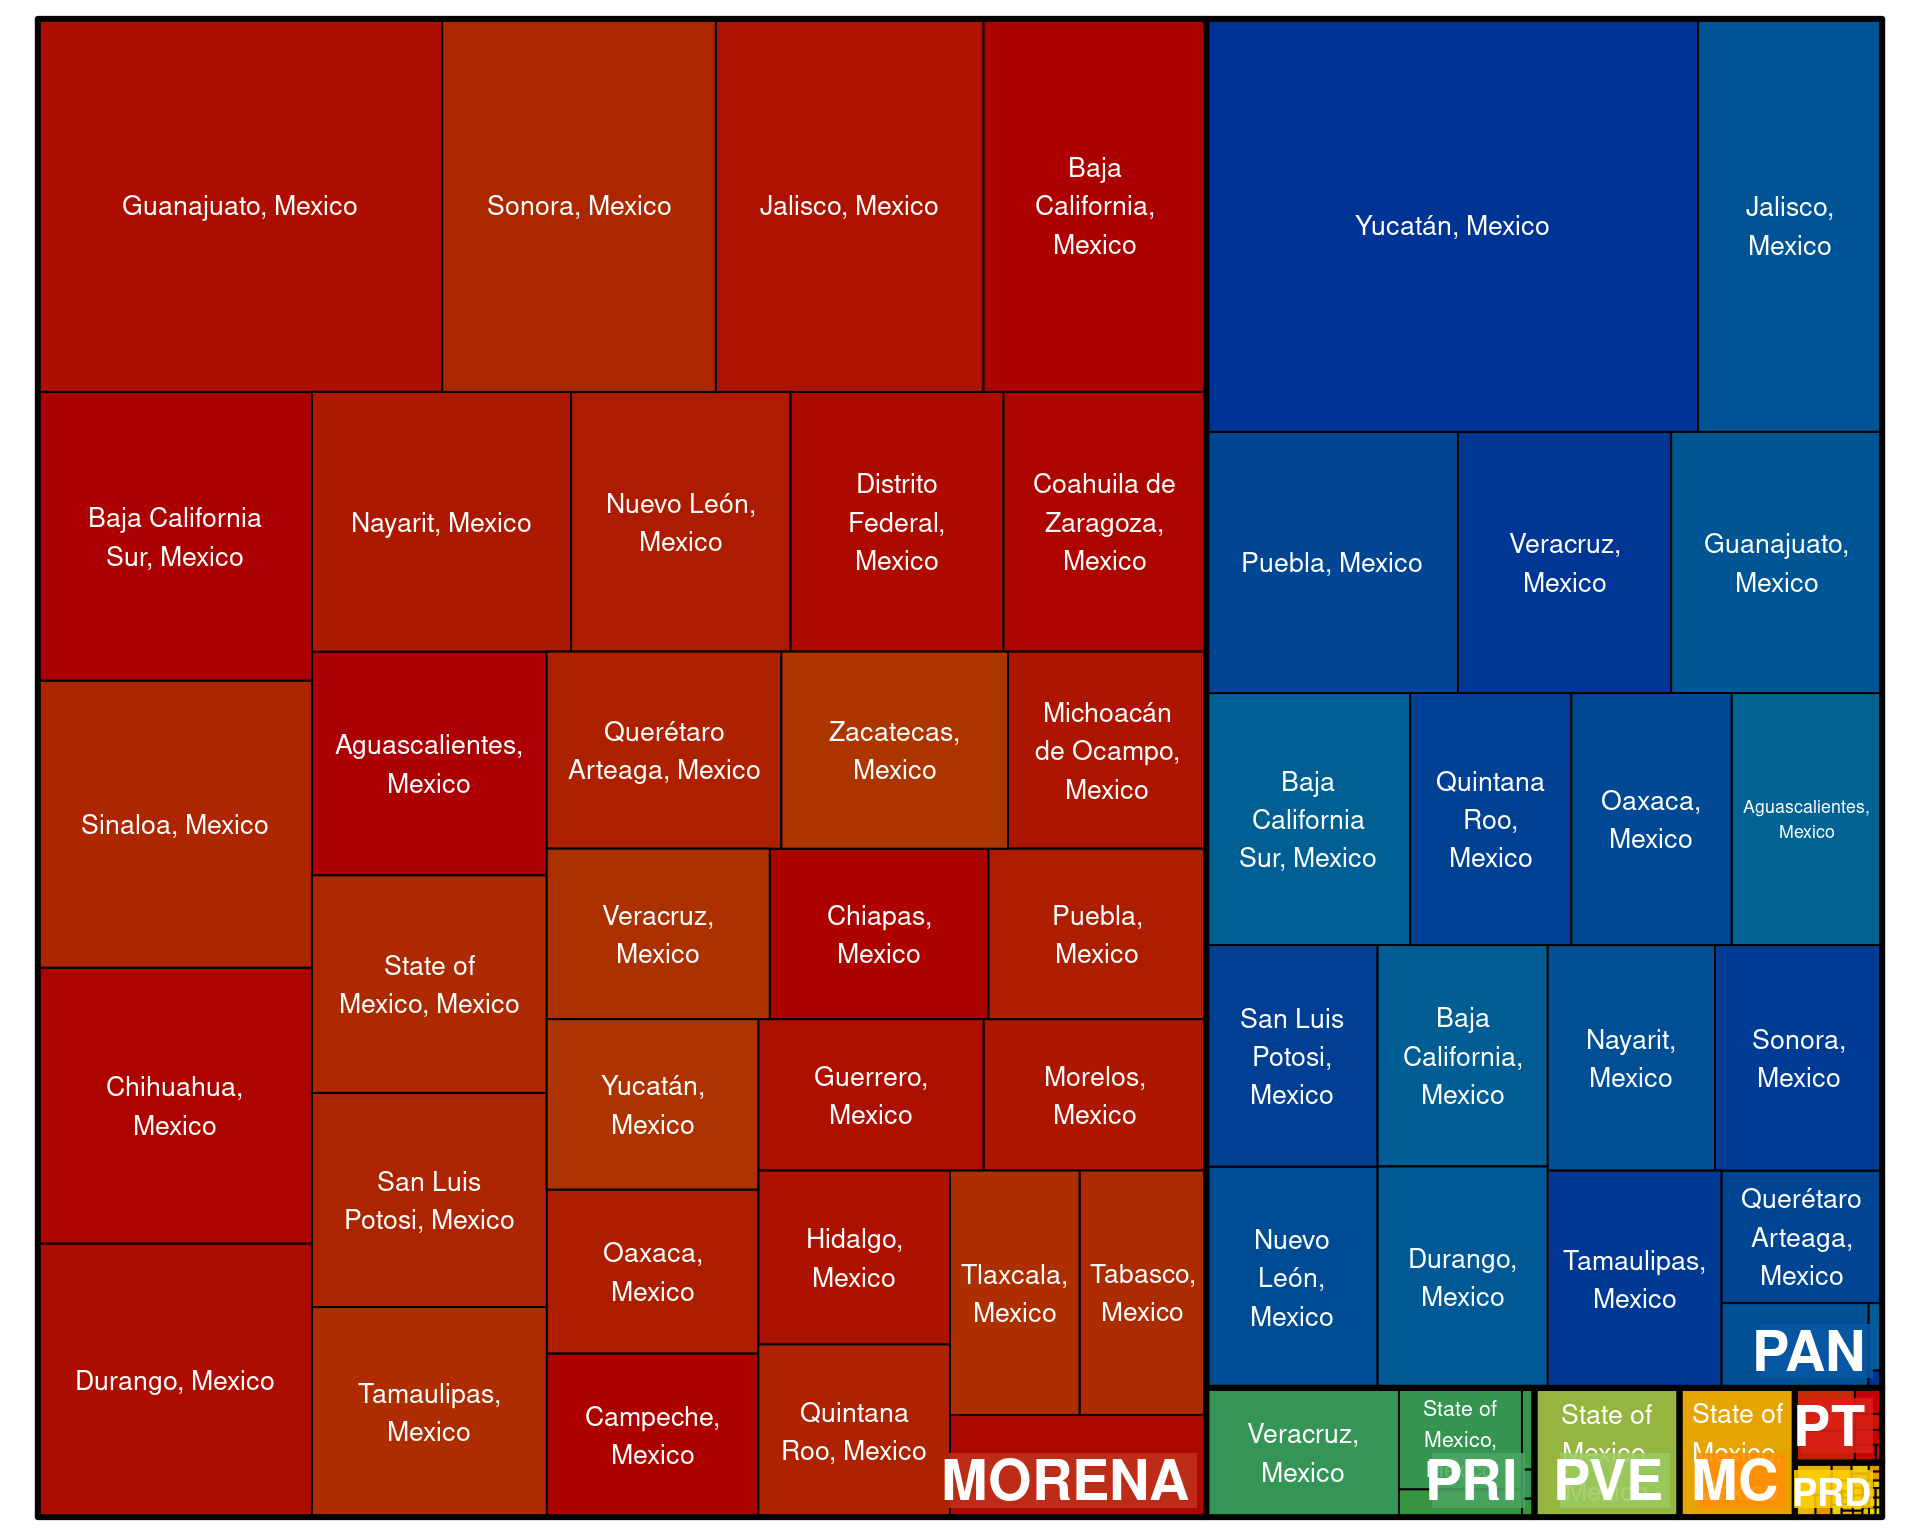 Guanajuato, Mexico
Sonora, Mexico
Jalisco, Mexico
Baja
California,
Mexico
Baja California
Sur, Mexico
Nayarit, Mexico
Nuevo León,
Mexico
Distrito
Federal,
Mexico
Coahuila de
Zaragoza,
Mexico
Sinaloa, Mexico
Aguascalientes,
Mexico
Querétaro
Arteaga, Mexico
Zacatecas,
Mexico
Michoacán
de Ocampo,
Mexico
Chihuahua,
Mexico
State of
Mexico, Mexico
Veracruz,
Mexico
Chiapas,
Mexico
Puebla,
Mexico
San Luis
Potosi, Mexico
Yucatán,
Mexico
Guerrero,
Mexico
Morelos,
Mexico
Durango, Mexico
Tamaulipas,
Mexico
Oaxaca,
Mexico
Hidalgo,
Mexico
Tlaxcala,
Mexico
Tabasco,
Mexico
Campeche,
Mexico
Quintana
Roo, Mexico
MORENA
Yucatán, Mexico
Jalisco,
Mexico
Puebla, Mexico
Veracruz,
Mexico
Guanajuato,
Mexico
Baja
California
Sur, Mexico
Quintana
Roo,
Mexico
Oaxaca,
Mexico
Aguascalientes,
Mexico
San Luis
Potosi,
Mexico
Baja
California,
Mexico
Nayarit,
Mexico
Sonora,
Mexico
Nuevo
León,
Mexico
Durango,
Mexico
Tamaulipas,
Mexico
Querétaro
Arteaga,
Mexico
PAN
Veracruz,
Mexico
State of
Mexico,
PRI
State of
Mexico,
Mexico
PVE
State of
Mexico,
MC
PT
PRD